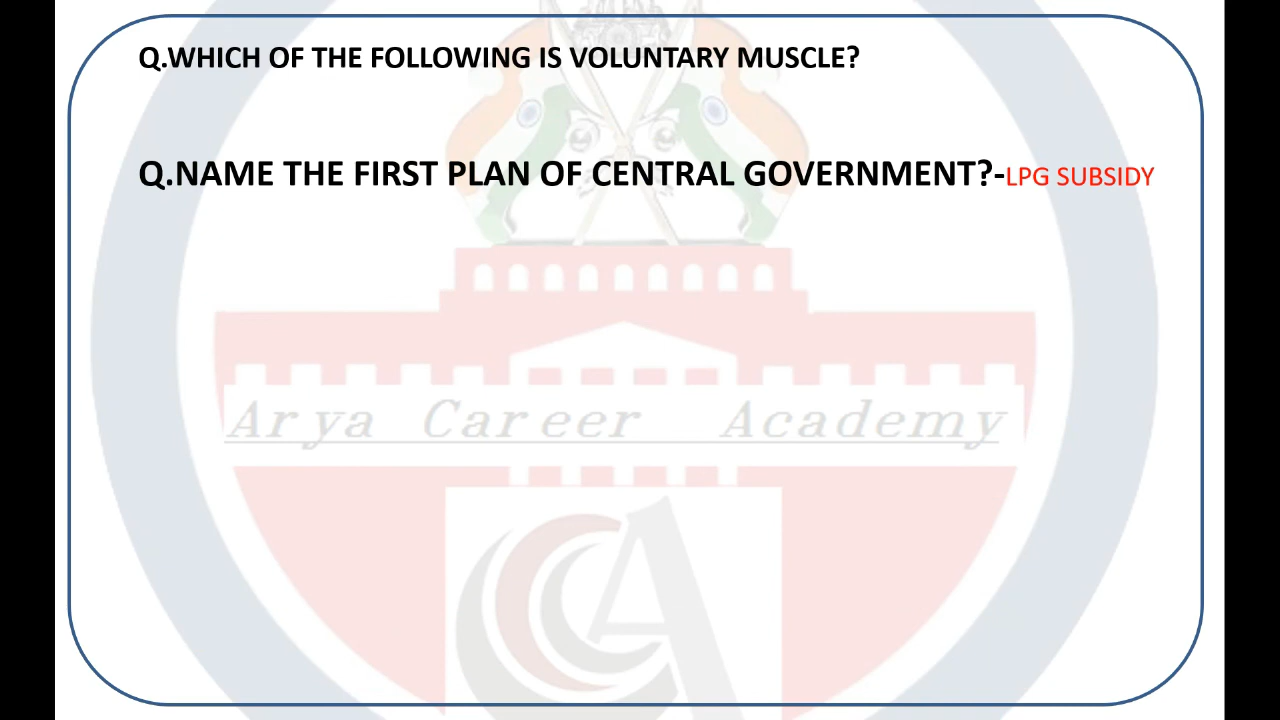 Q.WHICH OF THE FOLLOWING IS VOLUNTARY MUSCLE?
Q.NAME THE FIRST PLAN OF CENTRAL GOVERNMENT?-LPG SUBSIDY
Arya Career Academy
CA